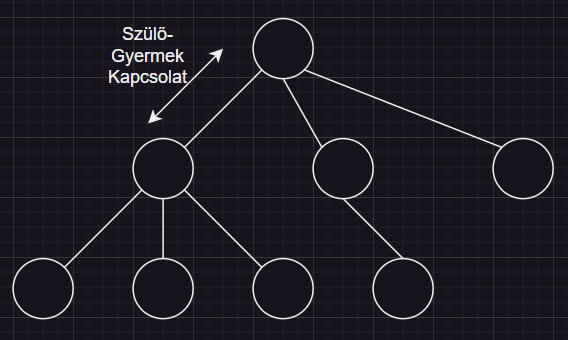 Szülő-
Gyermek
Kapcsolat